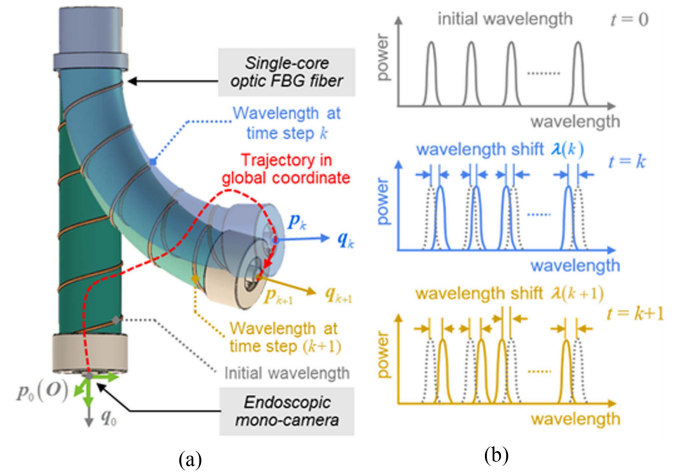 Single-core
optic FBG fiber
Wavelength at
time step k
Trajectory in
global coordinate
p_k
q_k
p_{k+1}
q_{k+1}
Wavelength at
time step (k+1)
Initial wavelength
p_0(O)
q_0
Endoscopic
mono-camera
(a)
initial wavelength
t = 0
power
wavelength
wavelength shift λ(k)
t = k
power
wavelength
wavelength shift λ(k+1)
t = k+1
power
wavelength
(b)